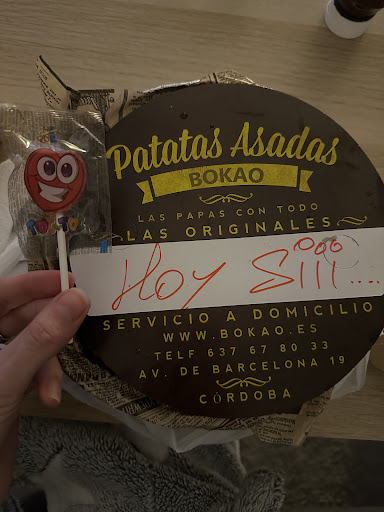 Patatas Asadas
BOKAO
LAS PAPAS CON TODO
LAS ORIGINALES
HOY Siii....
SERVICIO A DOMICILIO
WWW.BOKAO.ES
TELF 637 67 80 33
AV. DE BARCELONA 19
CÓRDOBA